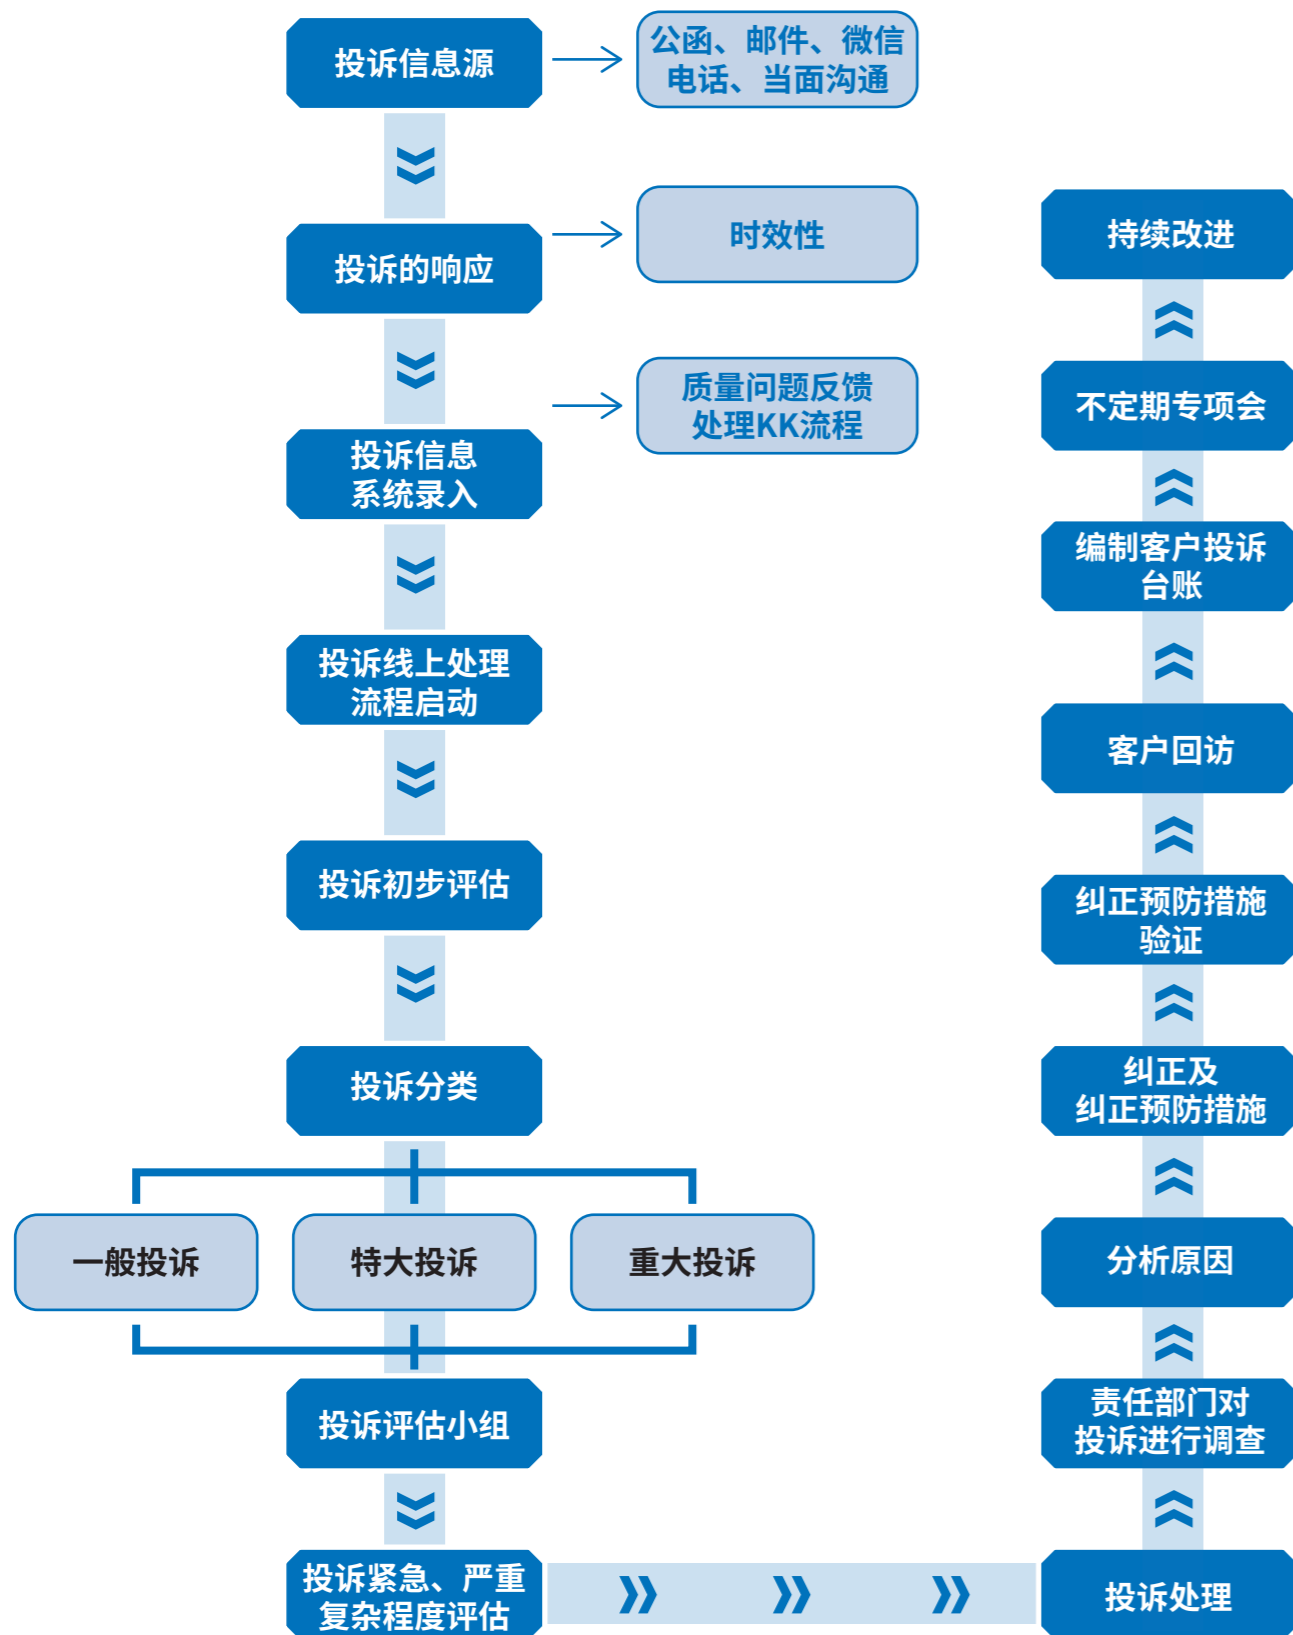 投诉信息源
公函、邮件、微信
电话、当面沟通
投诉的响应
时效性
质量问题反馈
处理KK流程
投诉信息
系统录入
投诉线上处理
流程启动
投诉初步评估
投诉分类
一般投诉
特大投诉
重大投诉
投诉评估小组
投诉紧急、严重
复杂程度评估
投诉处理
责任部门对
投诉进行调查
分析原因
纠正及
纠正预防措施
纠正预防措施
验证
客户回访
编制客户投诉
台账
不定期专项会
持续改进